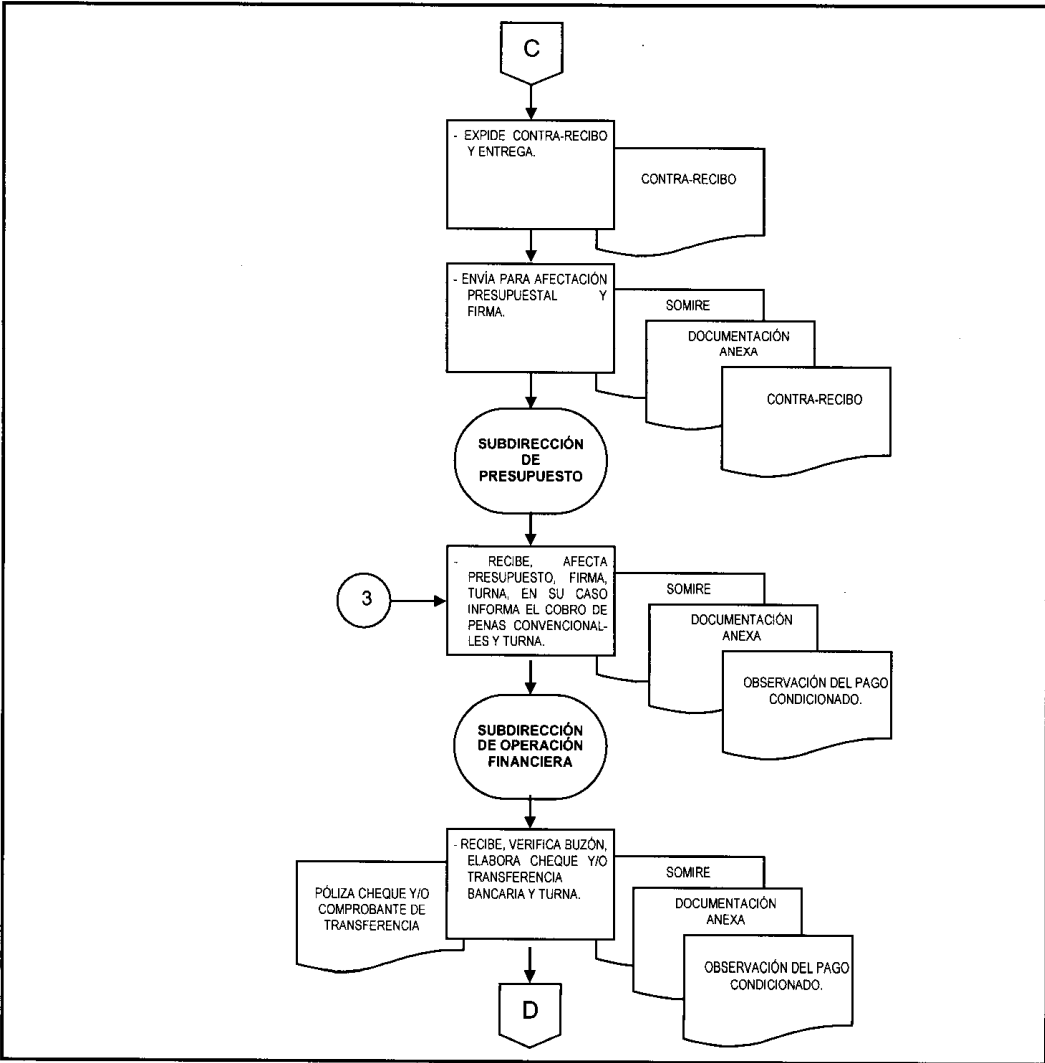 C
- EXPIDE CONTRA-RECIBO
Y ENTREGA.
CONTRA-RECIBO
- ENVÍA PARA AFECTACIÓN
PRESUPUESTAL Y
FIRMA.
SOMIRE
DOCUMENTACIÓN
ANEXA
CONTRA-RECIBO
SUBDIRECCIÓN
DE
PRESUPUESTO
3
- RECIBE, AFECTA
PRESUPUESTO, FIRMA,
TURNA, EN SU CASO
INFORMA EL COBRO DE
PENAS CONVENCIONAL-
LES Y TURNA.
SOMIRE
DOCUMENTACIÓN
ANEXA
OBSERVACIÓN DEL PAGO
CONDICIONADO.
SUBDIRECCIÓN
DE OPERACIÓN
FINANCIERA
- RECIBE, VERIFICA BUZÓN,
ELABORA CHEQUE Y/O
TRANSFERENCIA
BANCARIA Y TURNA.
PÓLIZA CHEQUE Y/O
COMPROBANTE DE
TRANSFERENCIA
SOMIRE
DOCUMENTACIÓN
ANEXA
OBSERVACIÓN DEL PAGO
CONDICIONADO.
D